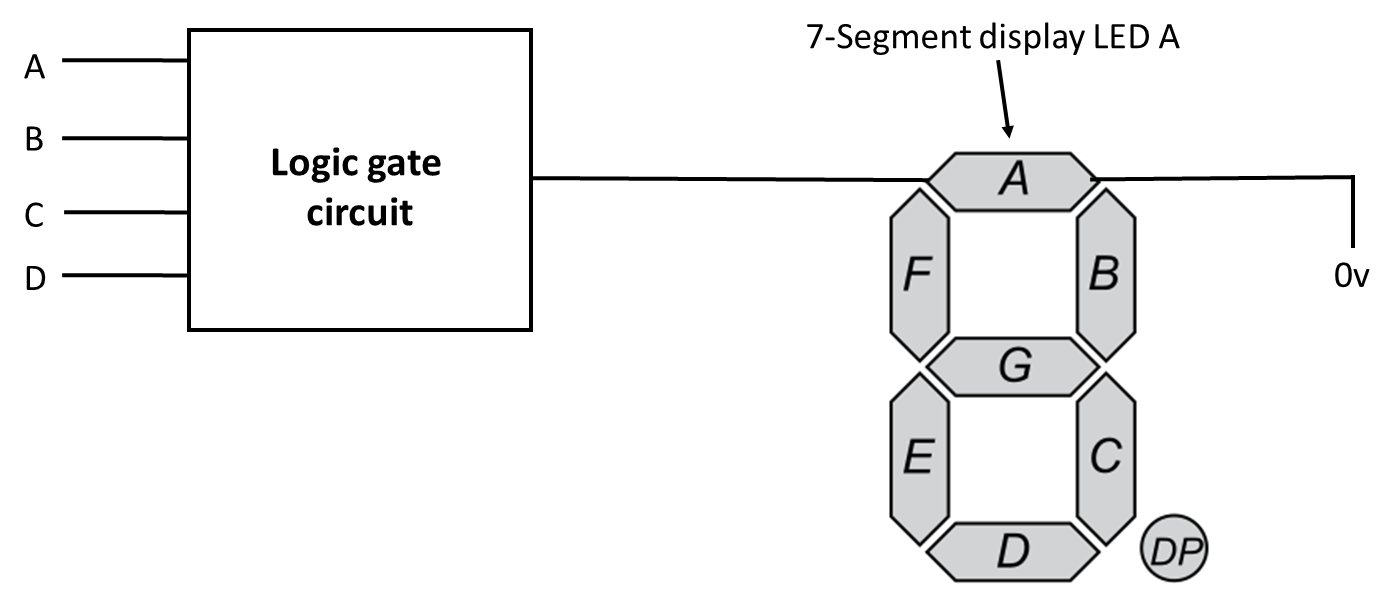 7-Segment display LED A
A
B
C
D
Logic gate
circuit
A
F
B
G
E
C
D
DP
0v